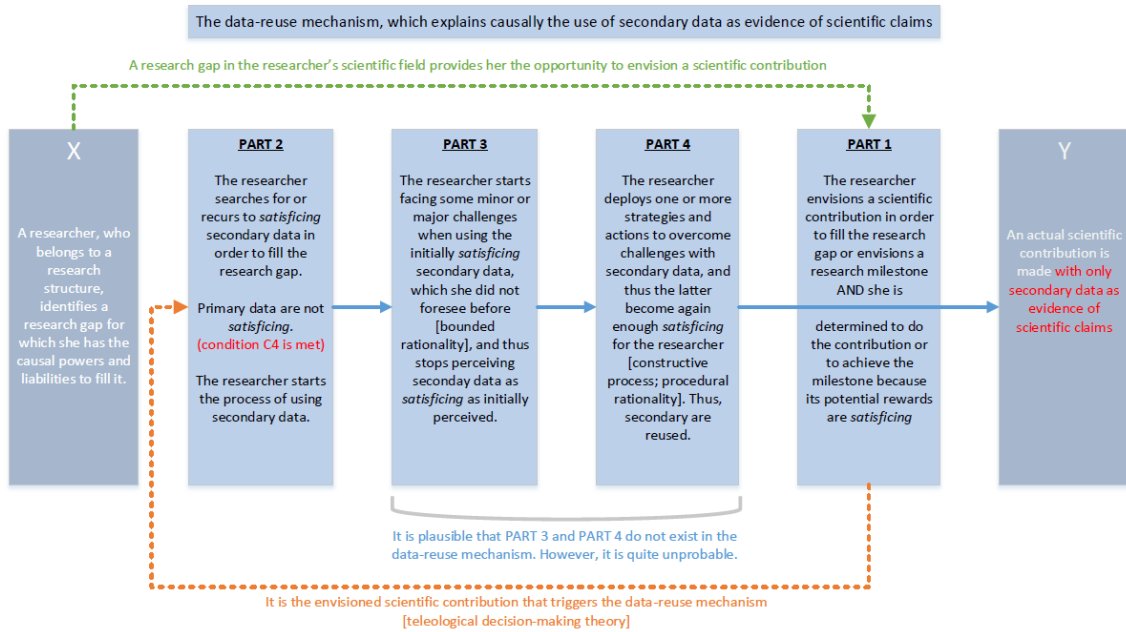 The data-reuse mechanism, which explains causally the use of secondary data as evidence of scientific claims
A research gap in the researcher's scientific field provides her the opportunity to envision a scientific contribution
X
A researcher, who
belongs to a
research
structure,
identifies a
research gap for
which she has the
causal powers and
liabilities to fill it.
PART 2
The researcher
searches for or
recurs to satisficing
secondary data in
order to fill the
research gap.
Primary data are not
satisficing.
(condition C4 is met)
The researcher starts
the process of using
secondary data.
PART 3
The researcher starts
facing some minor or
major challenges
when using the
initially satisficing
secondary data,
which she did not
foresee before
[bounded
rationality], and thus
stops perceiving
seconday data as
satisficing as initially
perceived.
PART 4
The researcher
deploys one or more
strategies and
actions to overcome
challenges with
secondary data, and
thus the latter
become again
enough satisficing
for the researcher
[constructive
process; procedural
rationality]. Thus,
secondary are
reused.
PART 1
The researcher
envisions a scientific
contribution in order
to fill the research
gap or envisions a
research milestone
AND she is
determined to do
the contribution or
to achieve the
milestone because
its potential rewards
are satisficing
Y
An actual scientific
contribution is
made with only
secondary data as
evidence of
scientific claims
It is plausible that PART 3 and PART 4 do not exist in the
data-reuse mechanism. However, it is quite unprobable.
It is the envisioned scientific contribution that triggers the data-reuse mechanism
[teleological decision-making theory]